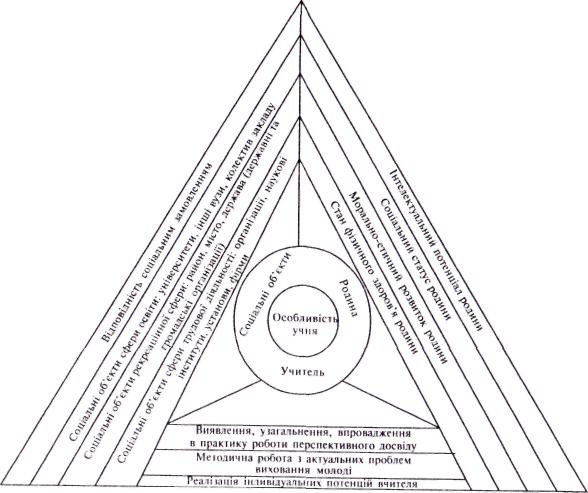 Відповідність соціальним замовленням
Соціальні об'єкти сфери освіти: університети, інші вузи, колектив закладу
Соціальні об'єкти рекреаційної сфери: район, місто, держава (державні та
громадські організації)
Соціальні об'єкти сфери трудової діяльності: організації, наукові
інститути, установи, фірми
Інтелектуальний потенціал родини
Соціальний статус родини
Морально-етичний розвиток родини
Стан фізичного здоров'я родини
Соціальні об'єкти
Родина
Особливість
учня
Учитель
Виявлення, узагальнення, впровадження
в практику роботи перспективного досвіду
Методична робота з актуальних проблем
виховання молоді
Реалізація індивідуальних потенцій вчителя